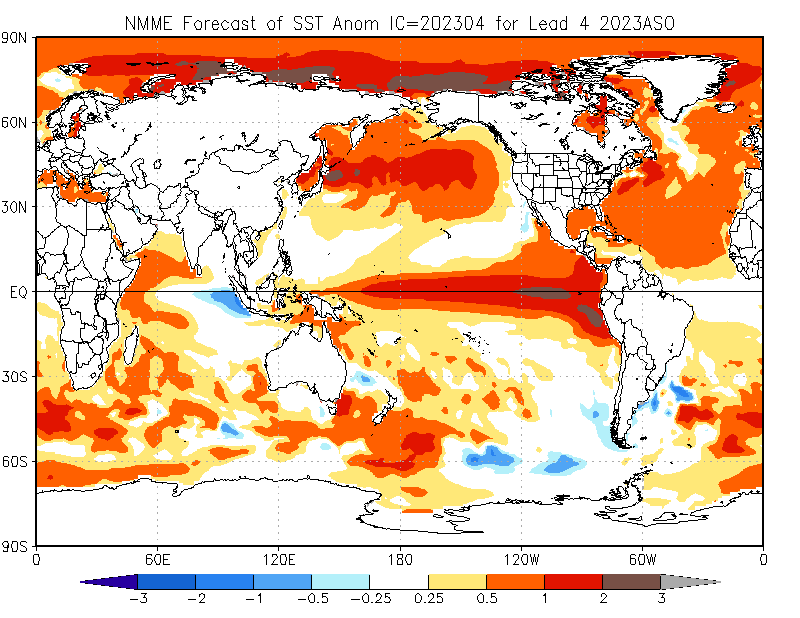 NMME Forecast of SST Anom IC=202304 for Lead 4 2023ASO
90N
60N
30N
EQ
30S
60S
90S
0 60E 120E 180 120W 60W 0
-3 -2 -1 -0.5 -0.25 0.25 0.5 1 2 3